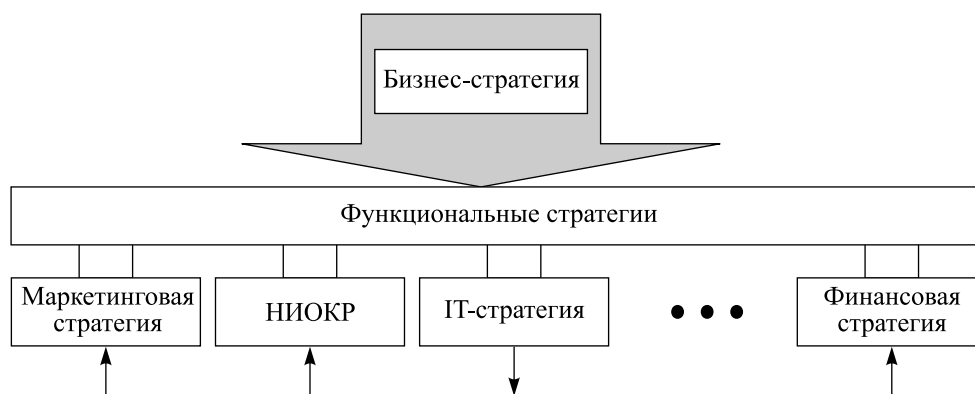 Бизнес-стратегия
Функциональные стратегии
Маркетинговая
стратегия
НИОКР
IT-стратегия
Финансовая
стратегия